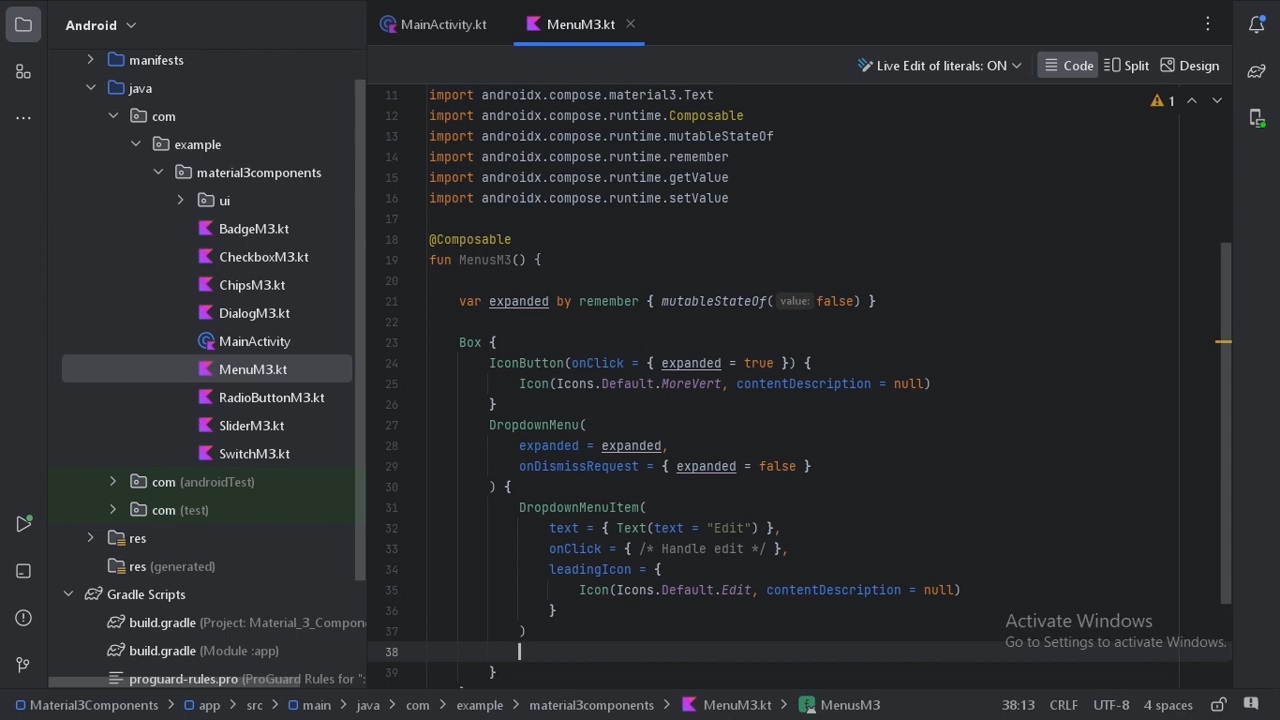 Android
MainActivity.kt
MenuM3.kt
Live Edit of literals: ON
Code
Split
Design
manifests
java
com
example
material3components
ui
BadgeM3.kt
CheckboxM3.kt
ChipsM3.kt
DialogM3.kt
MainActivity
MenuM3.kt
RadioButtonM3.kt
SliderM3.kt
SwitchM3.kt
com (androidTest)
com (test)
res
res (generated)
Gradle Scripts
build.gradle (Project: Material_3_Compon
build.gradle (Module :app)
proguard-rules.pro (ProGuard Rules for ":
1
11 import androidx.compose.material3.Text
12 import androidx.compose.runtime.Composable
13 import androidx.compose.runtime.mutableStateOf
14 import androidx.compose.runtime.remember
15 import androidx.compose.runtime.getValue
16 import androidx.compose.runtime.setValue
17
18 @Composable
19 fun MenusM3() {
20
21 var expanded by remember { mutableStateOf( value: false) }
22
23 Box {
24 IconButton(onClick = { expanded = true }) {
25 Icon(Icons.Default.MoreVert, contentDescription = null)
26 }
27 DropdownMenu(
28 expanded = expanded,
29 onDismissRequest = { expanded = false }
30 ) {
31 DropdownMenuItem(
32 text = { Text(text = "Edit") },
33 onClick = { /* Handle edit */ },
34 leadingIcon = {
35 Icon(Icons.Default.Edit, contentDescription = null)
36 }
37 )
38
39 }
Activate Windows
Go to Settings to activate Windows.
Material3Components > app > src > main > java > com > example > material3components > MenuM3.kt > MenusM3
38:13 CRLF UTF-8 4 spaces